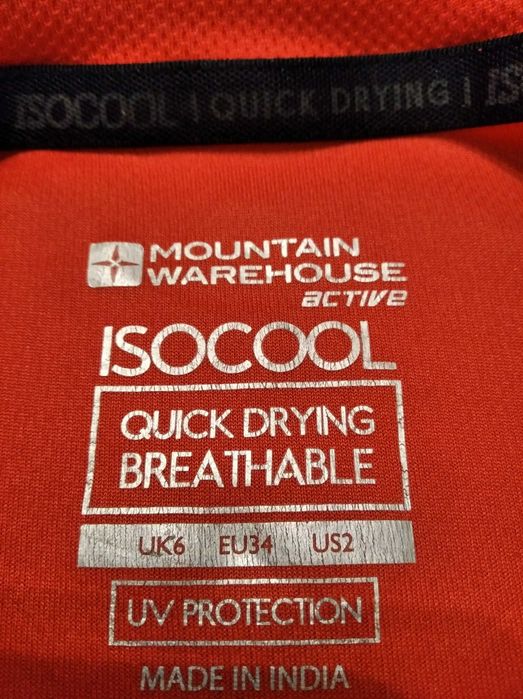 ISOCOOL | QUICK DRYING | IS
MOUNTAIN
WAREHOUSE
active
ISOCOOL
QUICK DRYING
BREATHABLE
UK6 EU34 US2
UV PROTECTION
MADE IN INDIA